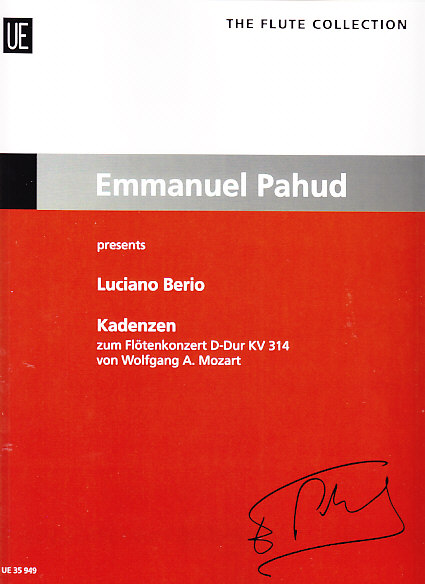 UE
THE FLUTE COLLECTION
Emmanuel Pahud
presents
Luciano Berio
Kadenzen
zum Flötenkonzert D-Dur KV 314
von Wolfgang A. Mozart
UE 35 949